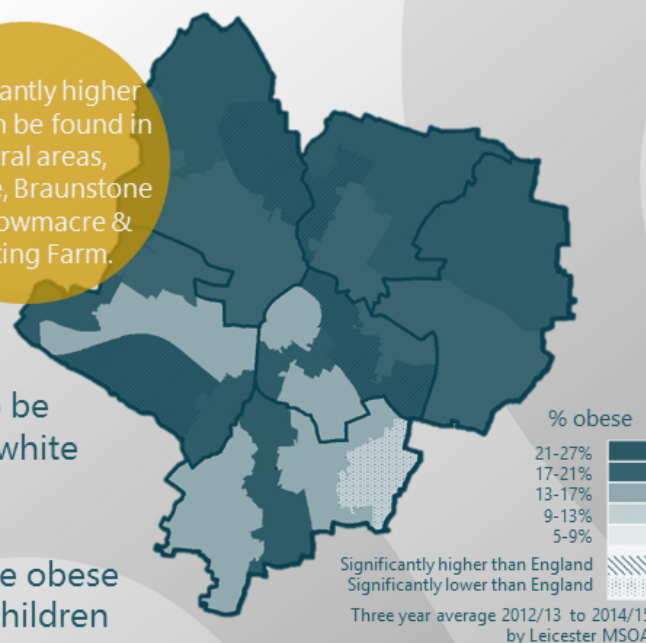 antly higher
n be found in
ral areas,
e, Braunstone
owmacre &
ting Farm.
be
white
e obese
hildren
% obese
21-27%
17-21%
13-17%
9-13%
5-9%
Significantly higher than England
Significantly lower than England
Three year average 2012/13 to 2014/15
by Leicester MSOA